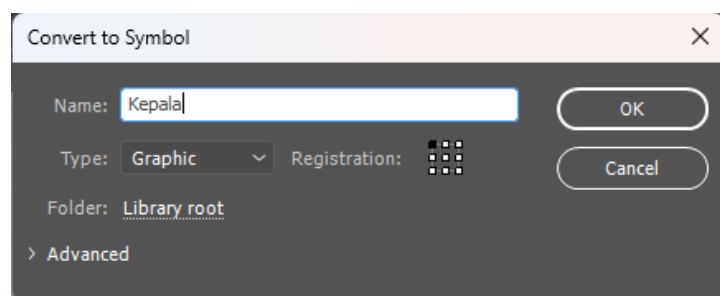 Convert to Symbol
Name: Kepala OK
Type: Graphic Registration: Cancel
Folder: Library root
Advanced